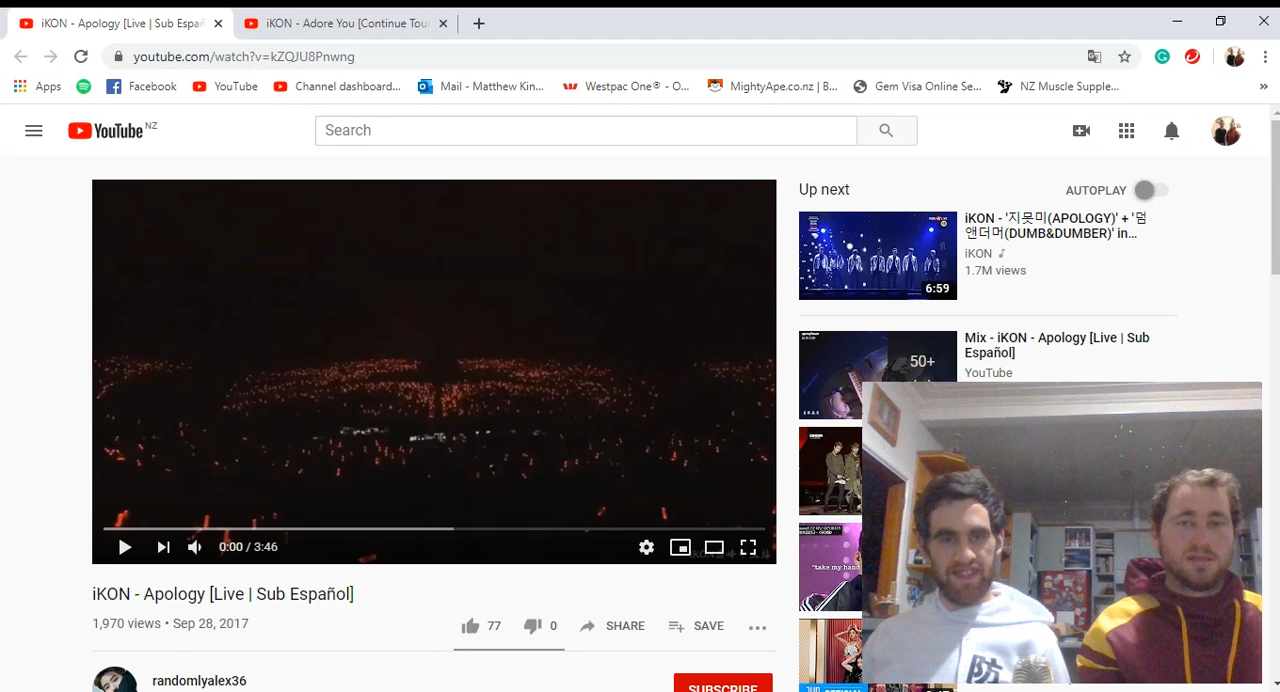 iKON - Apology [Live | Sub Españ
iKON - Adore You [Continue Tour
youtube.com/watch?v=kZQJU8Pnwng
Apps
Facebook
YouTube
Channel dashboard...
Mail - Matthew Kin...
Westpac One® - O...
MightyApe.co.nz | B...
Gem Visa Online Se...
NZ Muscle Supple...
YouTube NZ
Search
Up next
AUTOPLAY
iKON - '지못미(APOLOGY)' + '덤
앤더머(DUMB&DUMBER)' in...
iKON
1.7M views
6:59
Mix - iKON - Apology [Live | Sub
Español]
YouTube
50+
"take my hand
0:00 / 3:46
iKON - Apology [Live | Sub Español]
1,970 views • Sep 28, 2017
77
0
SHARE
SAVE
randomlyalex36
SUBSCRIBE
防